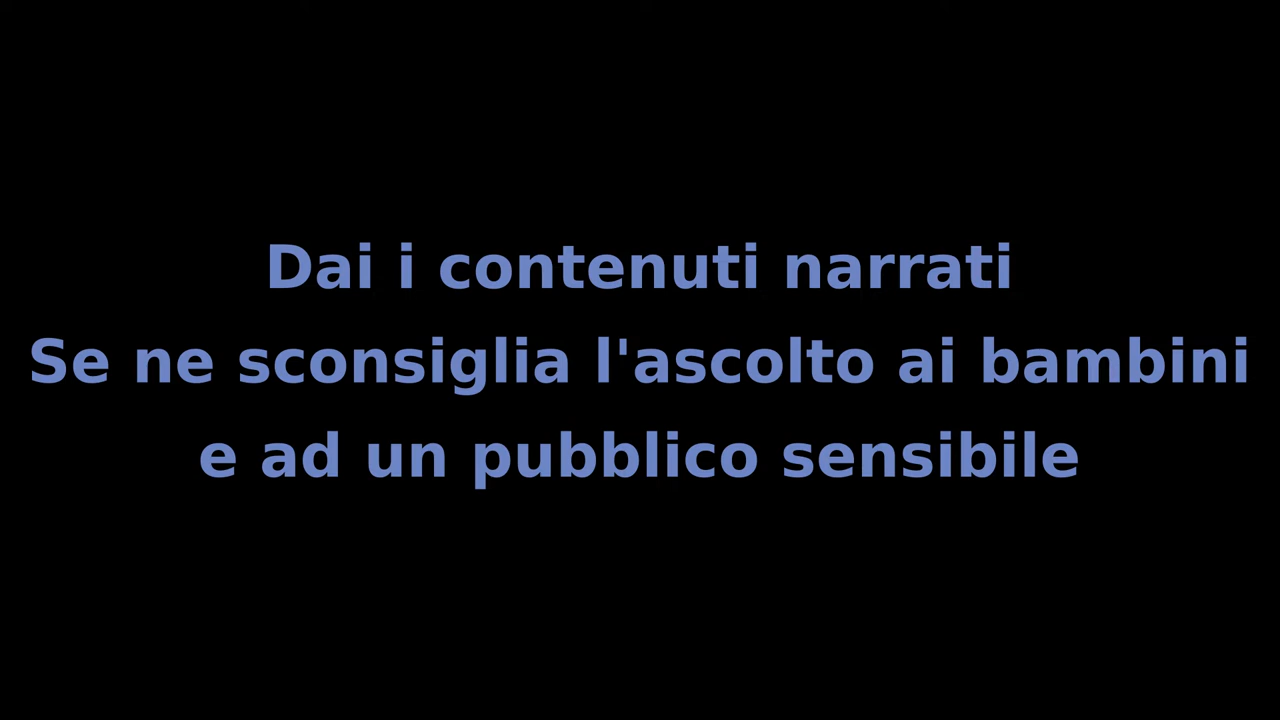 Dai i contenuti narrati
Se ne sconsiglia l'ascolto ai bambini
e ad un pubblico sensibile